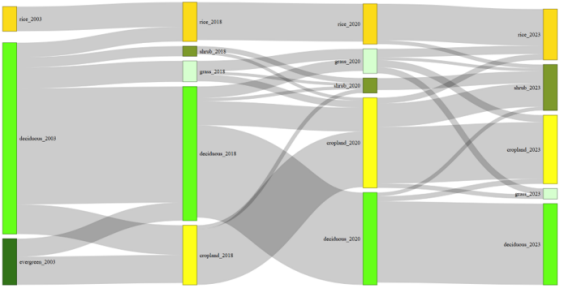 rice_2003
deciduous_2003
evergreen_2003
rice_2018
shrub_2018
grass_2018
deciduous_2018
cropland_2018
rice_2020
grass_2020
shrub_2020
cropland_2020
deciduous_2020
rice_2023
shrub_2023
cropland_2023
grass_2023
deciduous_2023